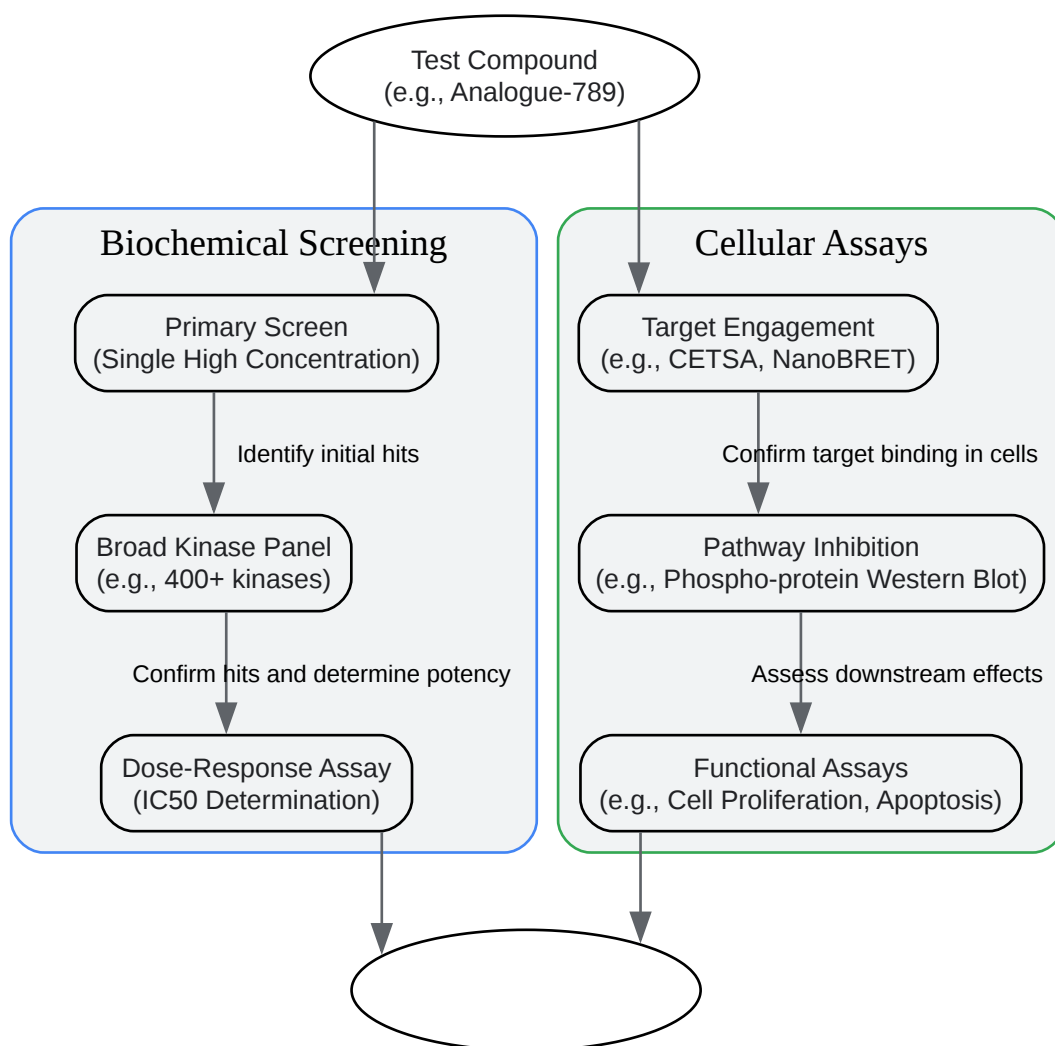 Test Compound
(e.g., Analogue-789)
Biochemical Screening
Primary Screen
(Single High Concentration)
Identify initial hits
Broad Kinase Panel
(e.g., 400+ kinases)
Confirm hits and determine potency
Dose-Response Assay
(IC50 Determination)
Cellular Assays
Target Engagement
(e.g., CETSA, NanoBRET)
Confirm target binding in cells
Pathway Inhibition
(e.g., Phospho-protein Western Blot)
Assess downstream effects
Functional Assays
(e.g., Cell Proliferation, Apoptosis)